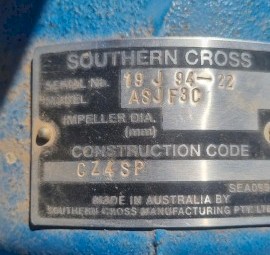 SOUTHERN CROSS
SERIAL No. 19 J 94-22
MODEL ASJF3C
IMPELLER DIA.
(mm)
CONSTRUCTION CODE
CZ4SP
MADE IN AUSTRALIA BY
SOUTHERN CROSS MANUFACTURING PTY LTD